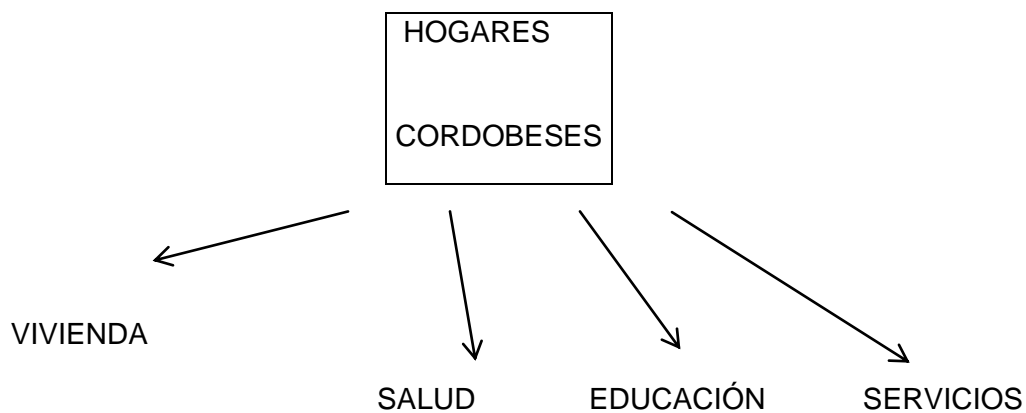 HOGARES
CORDOBESES
VIVIENDA
SALUD EDUCACIÓN SERVICIOS